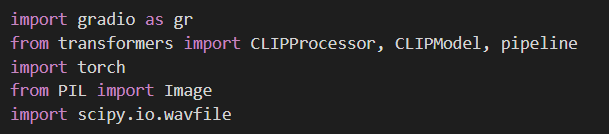 import gradio as gr
from transformers import CLIPProcessor, CLIPModel, pipeline
import torch
from PIL import Image
import scipy.io.wavfile